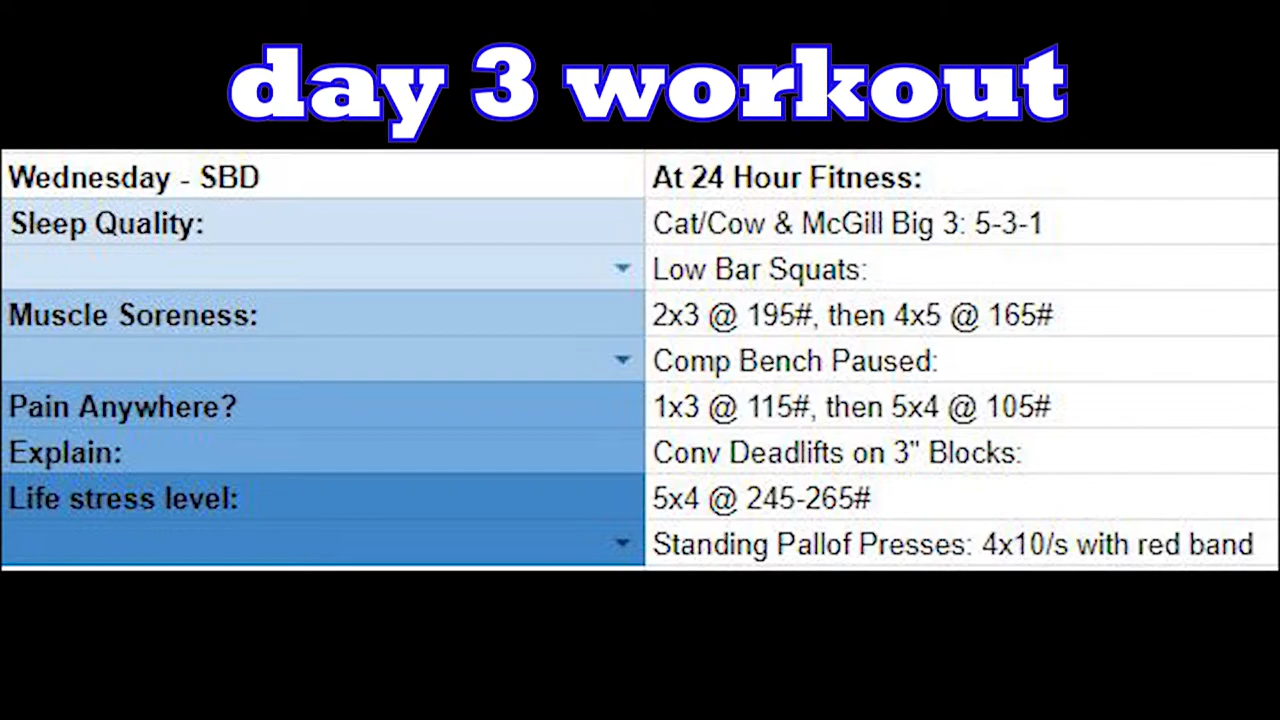 day 3 workout
Wednesday - SBD
At 24 Hour Fitness:
Sleep Quality:
Cat/Cow & McGill Big 3: 5-3-1
Low Bar Squats:
Muscle Soreness:
2x3 @ 195#, then 4x5 @ 165#
Comp Bench Paused:
Pain Anywhere?
1x3 @ 115#, then 5x4 @ 105#
Explain:
Conv Deadlifts on 3" Blocks:
Life stress level:
5x4 @ 245-265#
Standing Pallof Presses: 4x10/s with red band